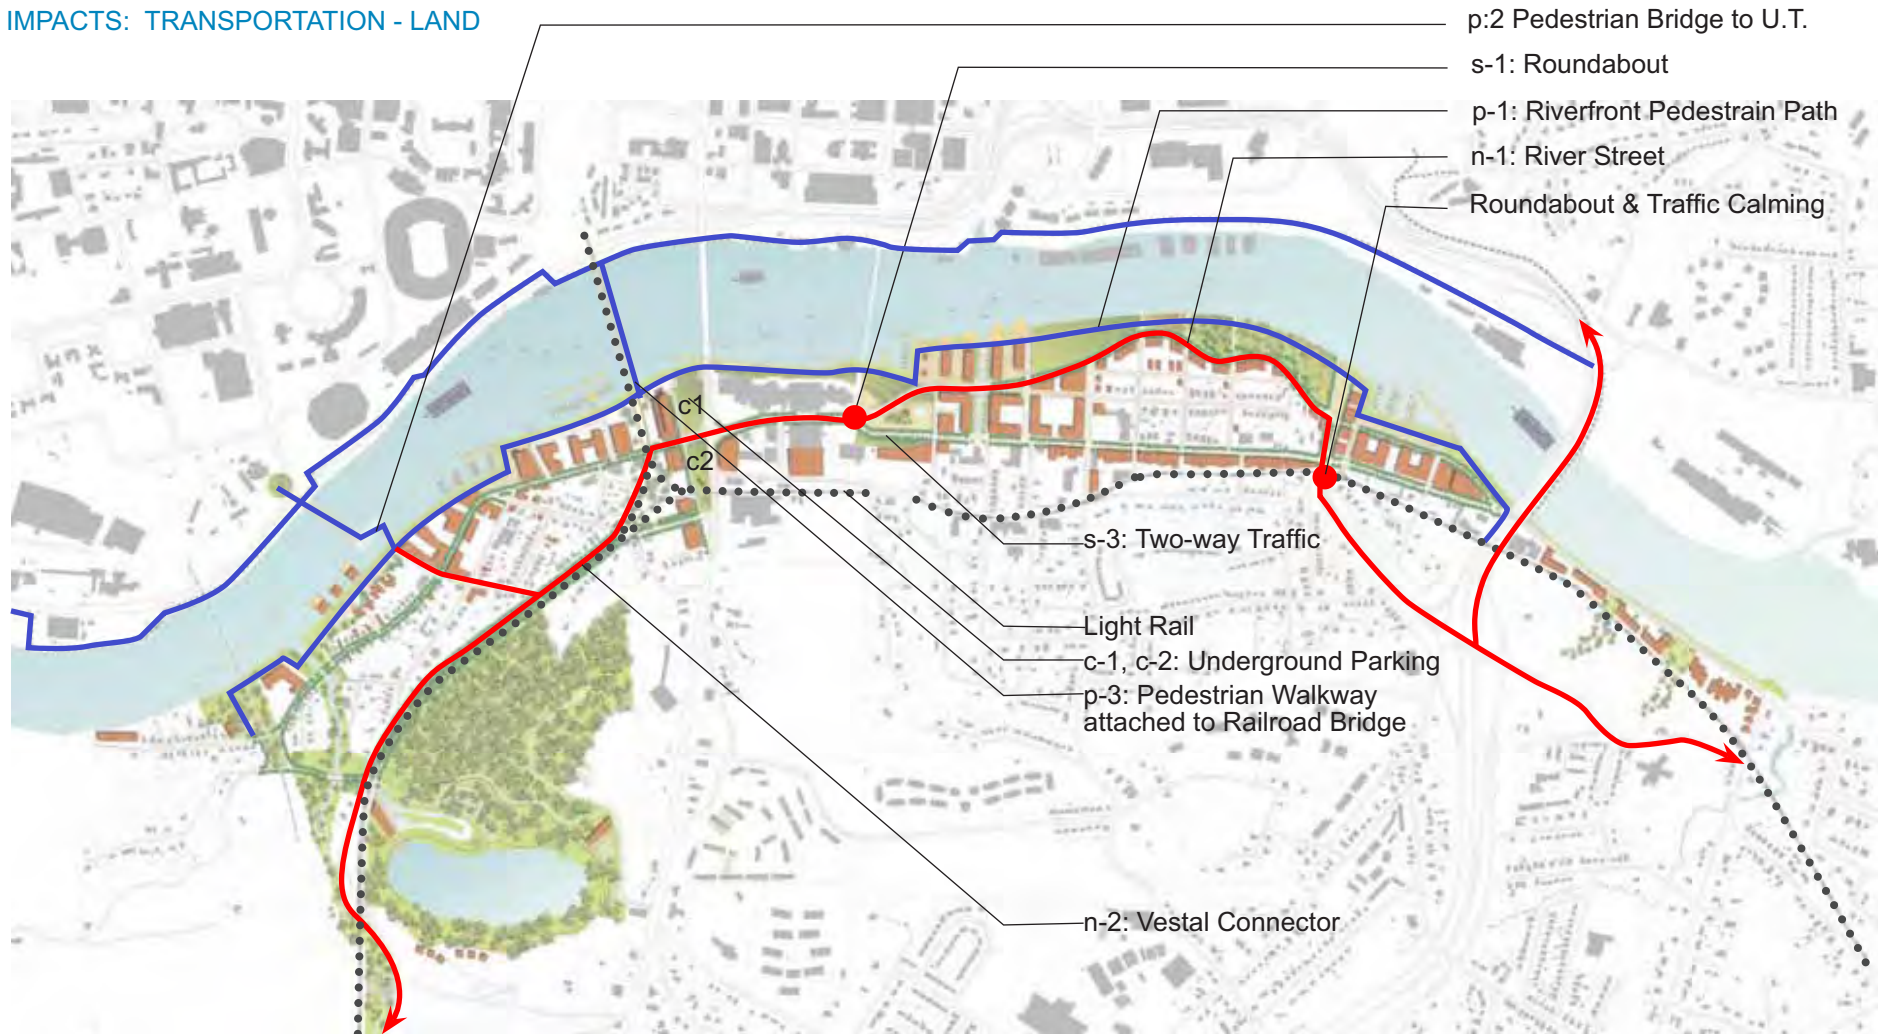 IMPACTS: TRANSPORTATION - LAND
p:2 Pedestrian Bridge to U.T.
s-1: Roundabout
p-1: Riverfront Pedestrain Path
n-1: River Street
Roundabout & Traffic Calming
c1
c2
s-3: Two-way Traffic
Light Rail
c-1, c-2: Underground Parking
p-3: Pedestrian Walkway
attached to Railroad Bridge
n-2: Vestal Connector